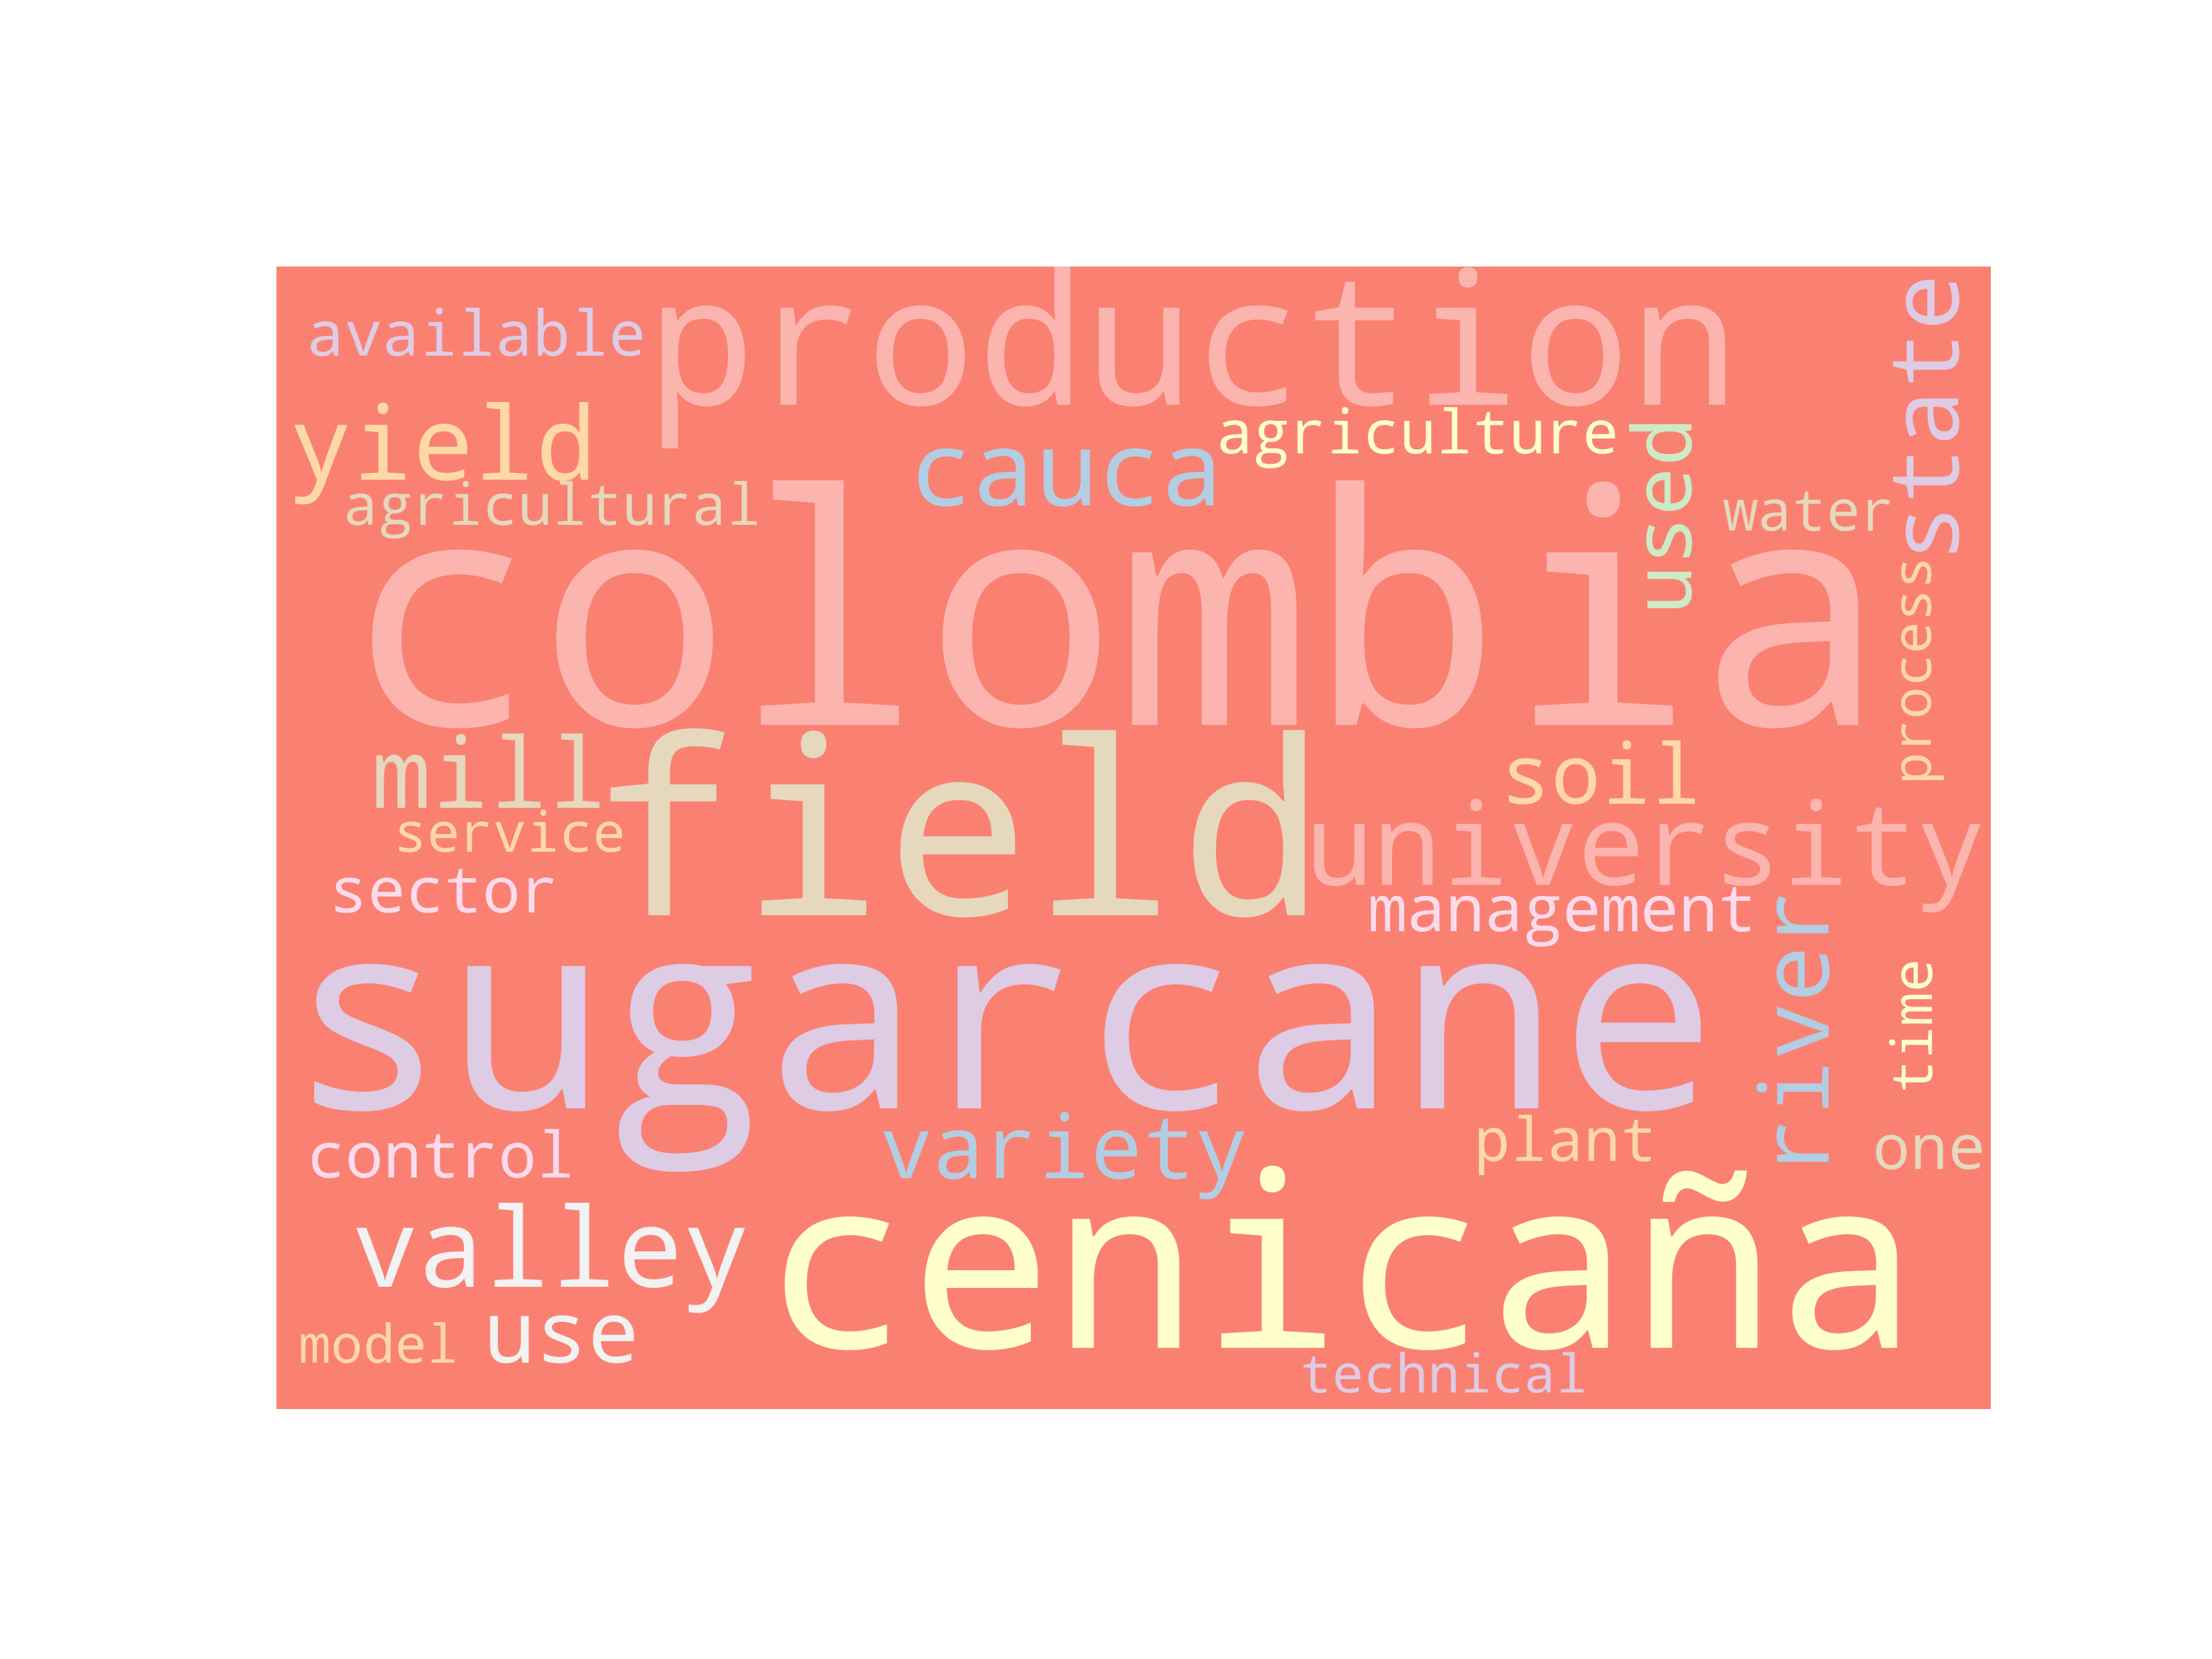 available
production
state
yield
cauca
agriculture
used
agricultural
water
colombia
process
mill
field
soil
service
university
sector
management
sugarcane
river
time
control
variety
plant
one
valley
cenicaña
model
use
technical